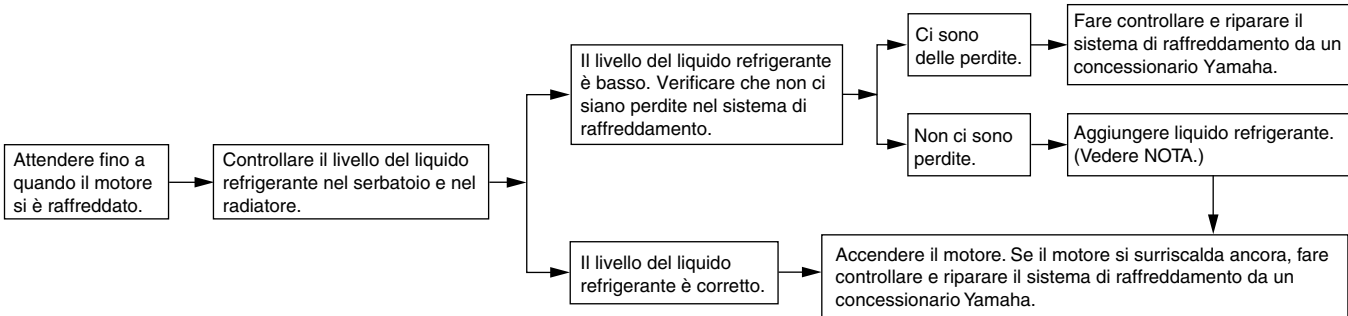 Attendere fino a
quando il motore
si è raffreddato.
Controllare il livello del liquido
refrigerante nel serbatoio e nel
radiatore.
Il livello del liquido refrigerante
è basso. Verificare che non ci
siano perdite nel sistema di
raffreddamento.
Ci sono
delle perdite.
Fare controllare e riparare il
sistema di raffreddamento da un
concessionario Yamaha.
Non ci sono
perdite.
Aggiungere liquido refrigerante.
(Vedere NOTA.)
Il livello del liquido
refrigerante è corretto.
Accendere il motore. Se il motore si surriscalda ancora, fare
controllare e riparare il sistema di raffreddamento da un
concessionario Yamaha.